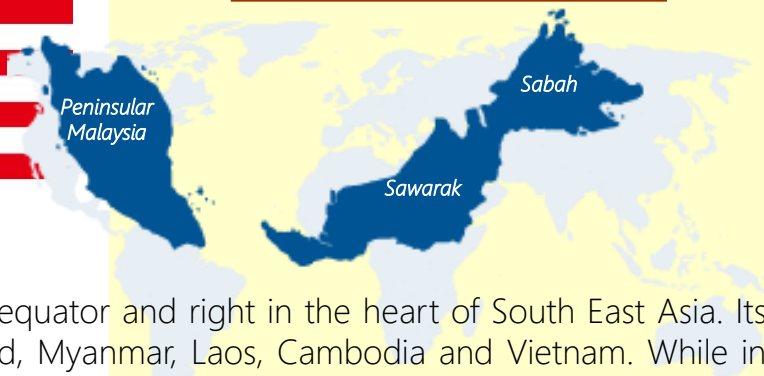 Sabah
Peninsular
Malaysia
Sawarak
equator and right in the heart of South East Asia. Its
d, Myanmar, Laos, Cambodia and Vietnam. While in